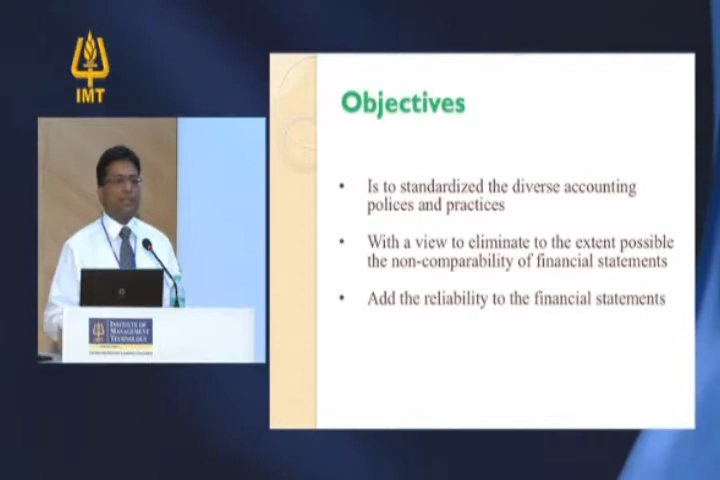 IMT
Objectives
• Is to standardized the diverse accounting
polices and practices
• With a view to eliminate to the extent possible
the non-comparability of financial statements
• Add the reliability to the financial statements
INSTITUTE OF
MANAGEMENT
TECHNOLOGY